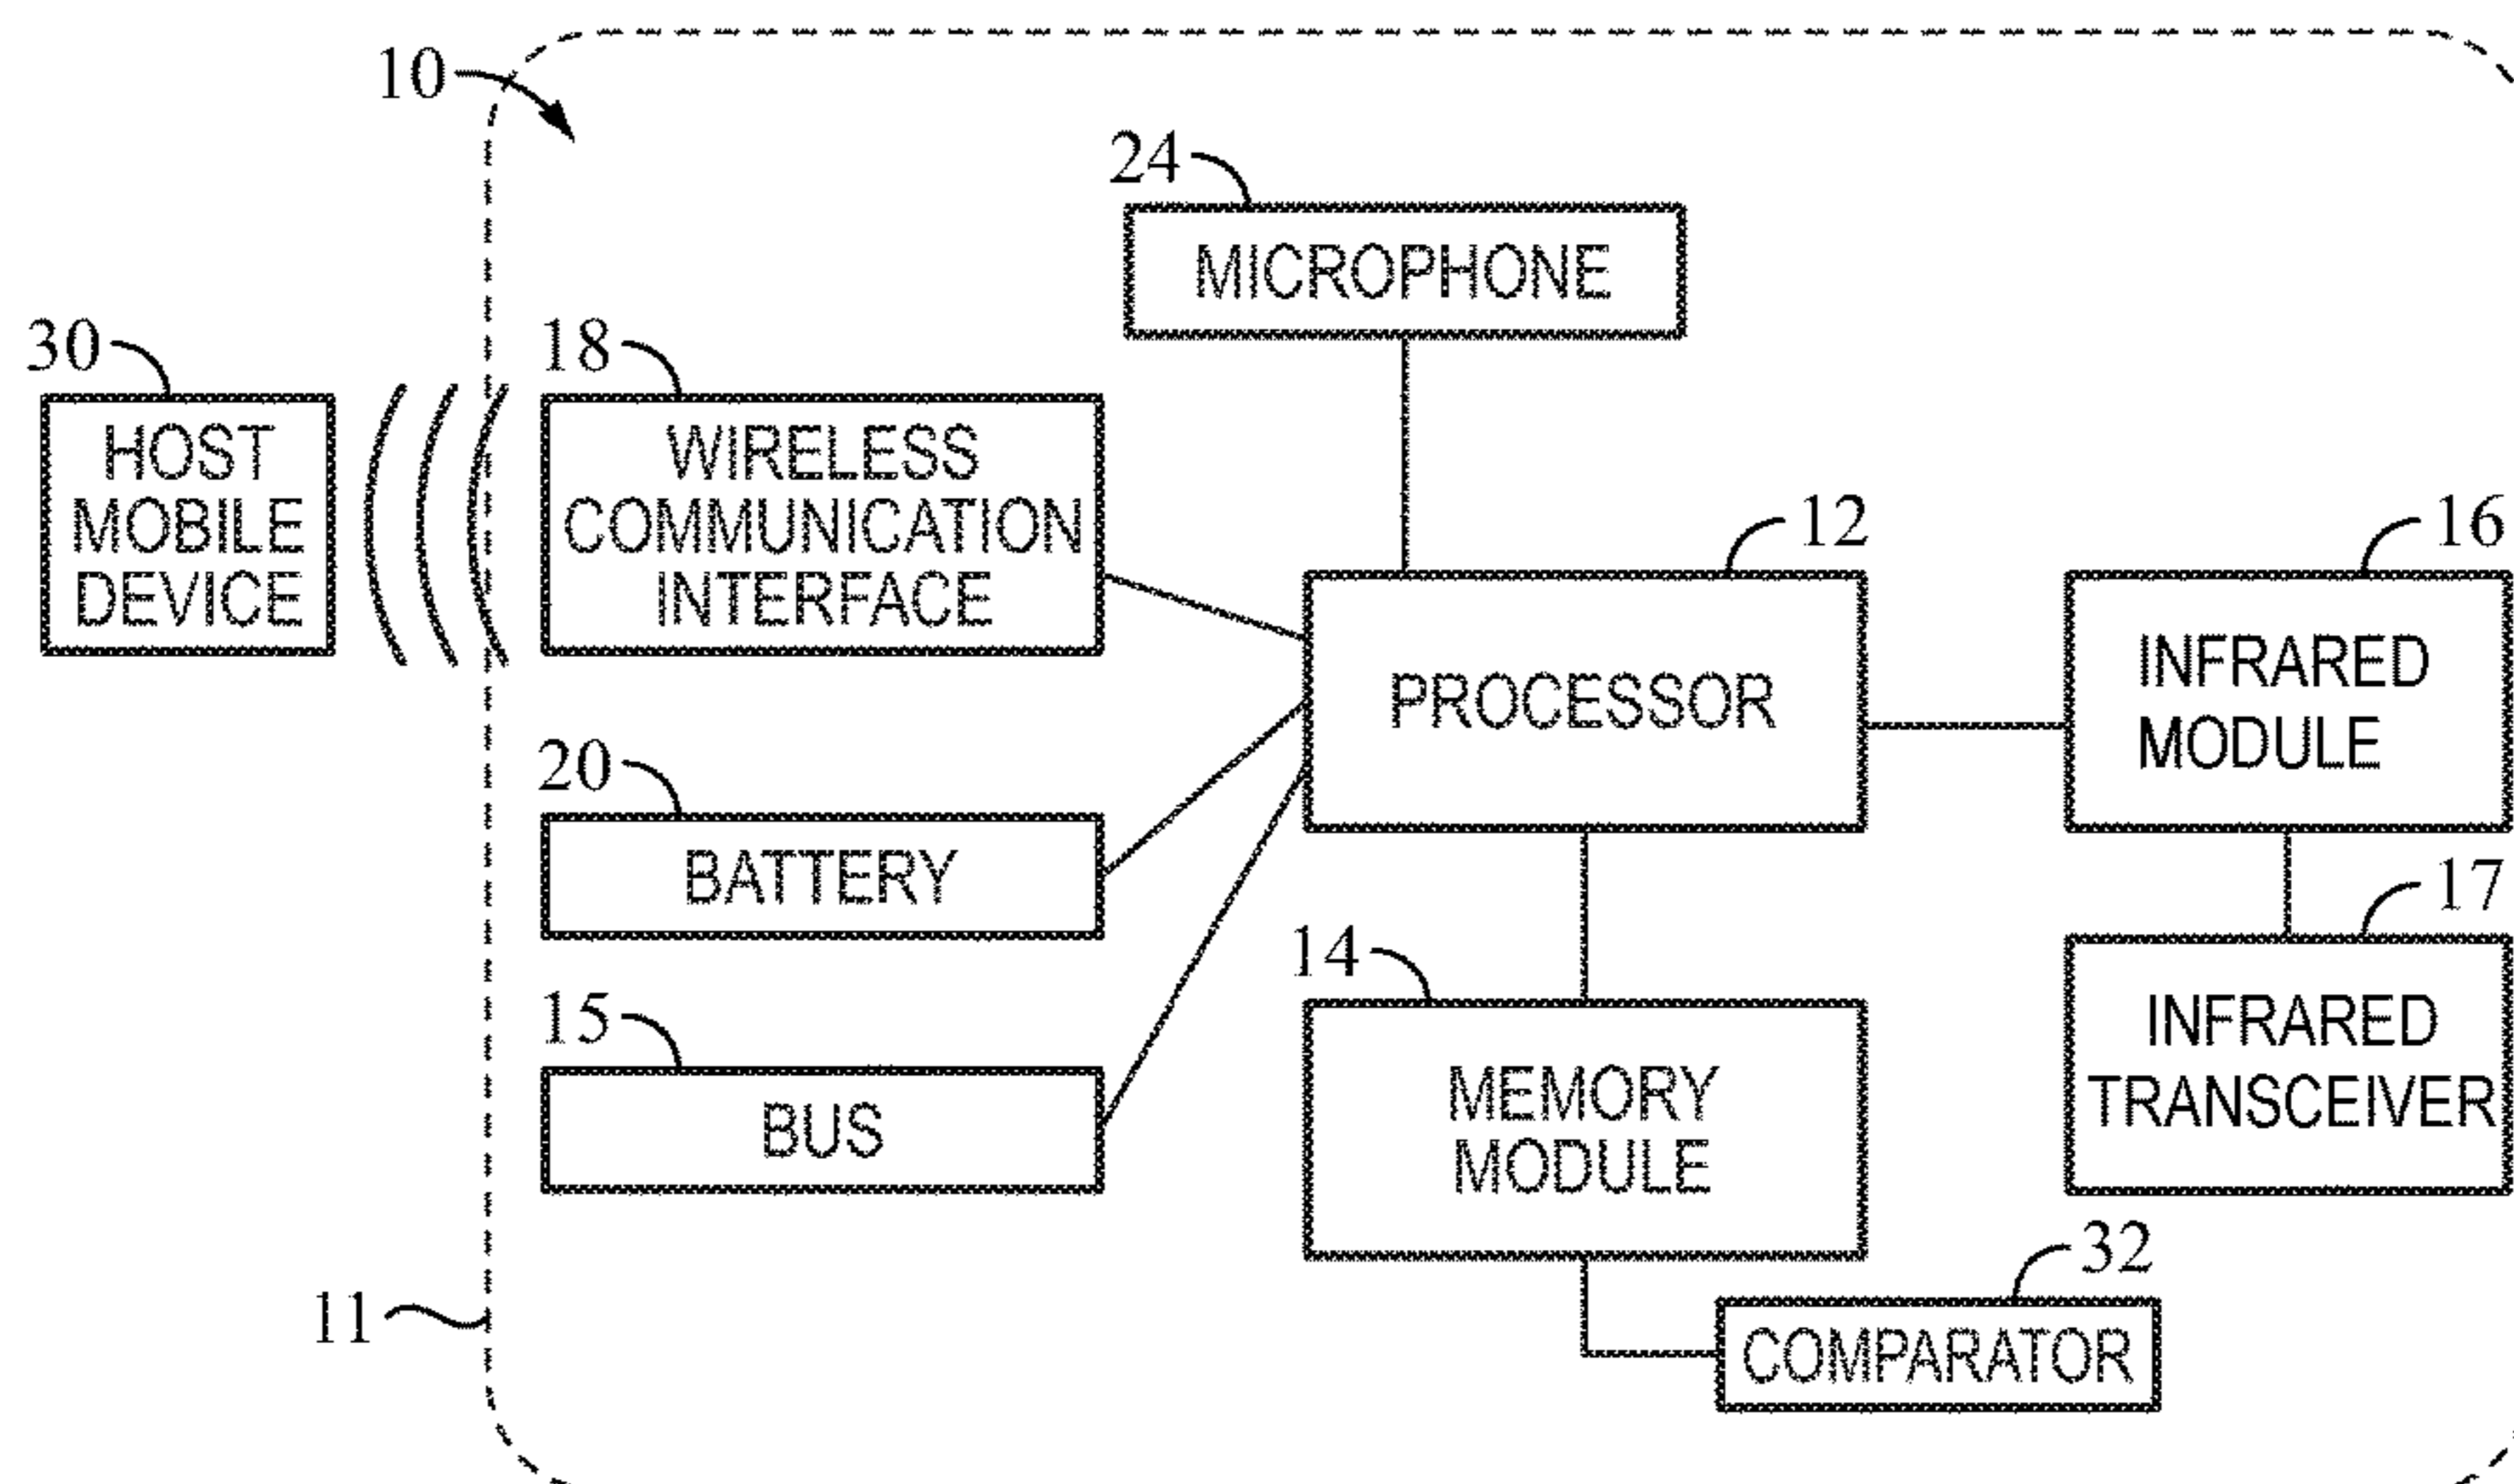 10
24
MICROPHONE
30
HOST
MOBILE
DEVICE
18
WIRELESS
COMMUNICATION
INTERFACE
12
PROCESSOR
16
INFRARED
MODULE
20
BATTERY
17
INFRARED
TRANSCEIVER
14
MEMORY
MODULE
15
BUS
32
COMPARATOR
11